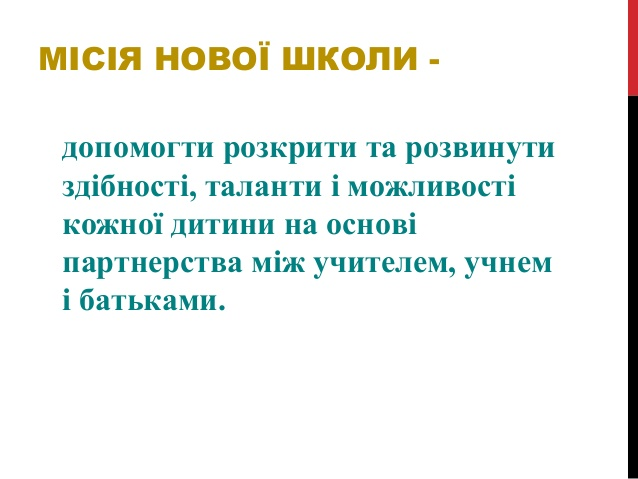 МІСІЯ НОВОЇ ШКОЛИ -
допомогти розкрити та розвинути
здібності, таланти і можливості
кожної дитини на основі
партнерства між учителем, учнем
і батьками.